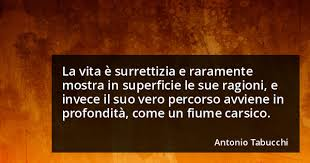 La vita è surrettizia e raramente
mostra in superficie le sue ragioni, e
invece il suo vero percorso avviene in
profondità, come un fiume carsico.
Antonio Tabucchi